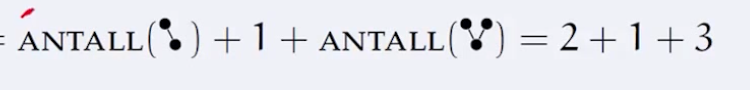 = ANTALL( ) + 1 + ANTALL( ) = 2 + 1 + 3